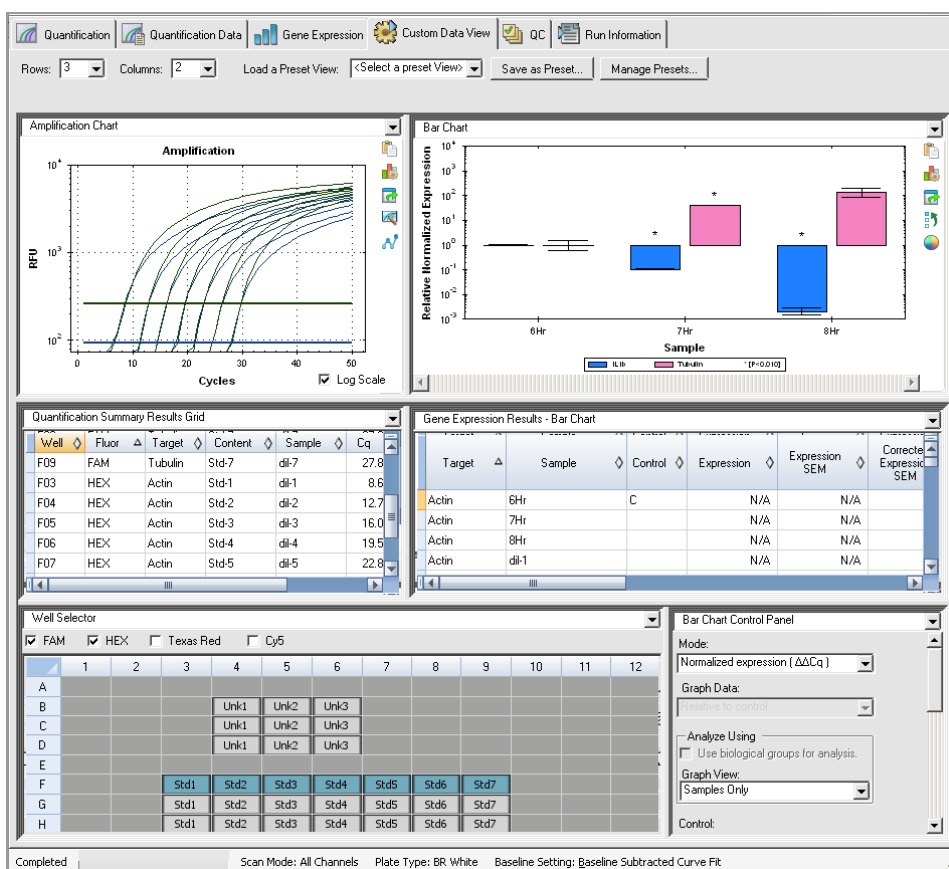 Quantification Quantification Data Gene Expression Custom Data View QC Run Information
Rows: 3 Columns: 2 Load a Preset View: <Select a preset View> Save as Preset... Manage Presets...
Amplification Chart
Amplification
10⁴
10³
10²
RFU
0 10 20 30 40 50
Cycles
Log Scale
Bar Chart
Relative Normalized Expression
10⁴
10³
10²
10¹
10⁰
10⁻¹
10⁻²
10⁻³
* * * *
6Hr 7Hr 8Hr
Sample
IL1b Tubulin * [P<0.010]
Quantification Summary Results Grid
Well Fluor Target Content Sample Cq
F09 FAM Tubulin Std-7 dil-7 27.8
F03 HEX Actin Std-1 dil-1 8.6
F04 HEX Actin Std-2 dil-2 12.7
F05 HEX Actin Std-3 dil-3 16.0
F06 HEX Actin Std-4 dil-4 19.5
F07 HEX Actin Std-5 dil-5 22.8
Gene Expression Results - Bar Chart
Target Sample Control Expression Expression SEM Correcte Expressio SEM
Actin 6Hr C N/A N/A
Actin 7Hr N/A N/A
Actin 8Hr N/A N/A
Actin dil-1 N/A N/A
Well Selector
FAM HEX Texas Red Cy5
1 2 3 4 5 6 7 8 9 10 11 12
A
B Unk1 Unk2 Unk3
C Unk1 Unk2 Unk3
D Unk1 Unk2 Unk3
E
F Std1 Std2 Std3 Std4 Std5 Std6 Std7
G Std1 Std2 Std3 Std4 Std5 Std6 Std7
H Std1 Std2 Std3 Std4 Std5 Std6 Std7
Bar Chart Control Panel
Mode:
Normalized expression ( ΔΔCq )
Graph Data:
Relative to control
Analyze Using
Use biological groups for analysis.
Graph View:
Samples Only
Control:
Completed Scan Mode: All Channels Plate Type: BR White Baseline Setting: Baseline Subtracted Curve Fit